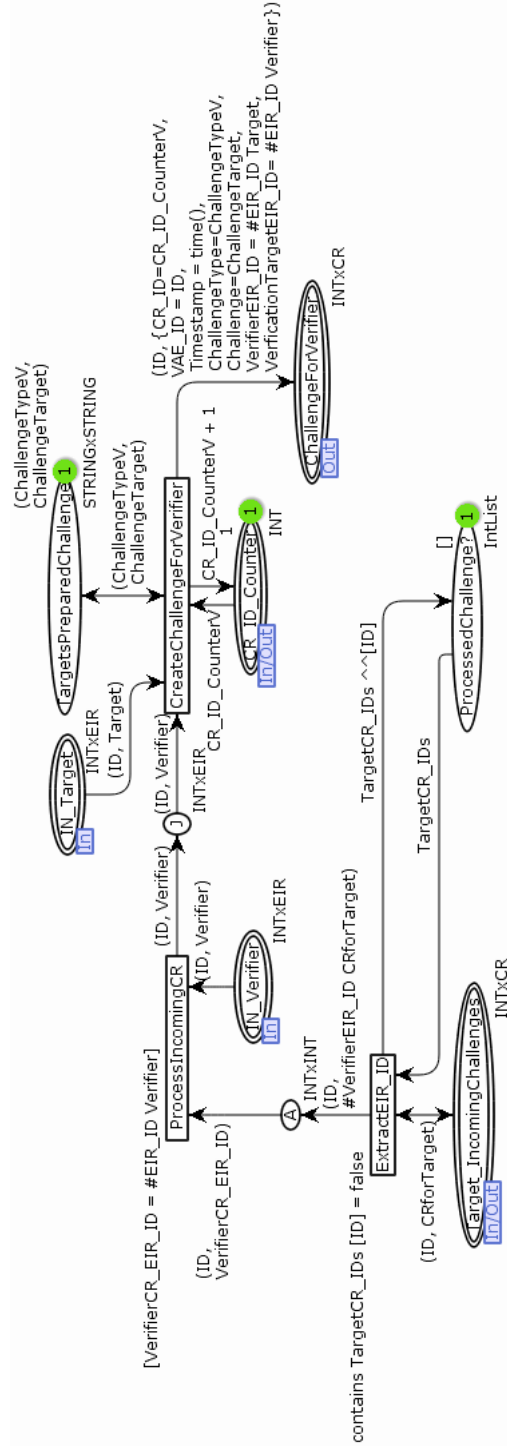 (ChallengeTypeV,
ChallengeTarget)
TargetsPreparedChallenge
1
STRINGxSTRING
IN_Target
In
INTxEIR
(ID, Target)
(ChallengeTypeV,
ChallengeTarget)
(ID, {CR_ID=CR_ID_CounterV,
VAE_ID = ID,
Timestamp = time(),
ChallengeType=ChallengeTypeV,
Challenge=ChallengeTarget,
VerifierEIR_ID = #EIR_ID Target,
VerficationTargetEIR_ID= #EIR_ID Verifier})
[VerifierCR_EIR_ID = #EIR_ID Verifier]
ProcessIncomingCR
(ID, Verifier)
J
INTxEIR
(ID, Verifier)
CreateChallengeForVerifier
(ID,
VerifierCR_EIR_ID)
(ID, Verifier)
IN_Verifier
In
INTxEIR
CR_ID_CounterV
CR_ID_CounterV + 1
1
CR_ID_Counter
1
In/Out
INT
ChallengeForVerifier
Out
INTxCR
A
INTxINT
(ID,
#VerifierEIR_ID CRforTarget)
contains TargetCR_IDs [ID] = false
ExtractEIR_ID
TargetCR_IDs ^^[ID]
TargetCR_IDs
[]
ProcessedChallenge?
1
IntList
(ID, CRforTarget)
Target_IncomingChallenges
In/Out
INTxCR